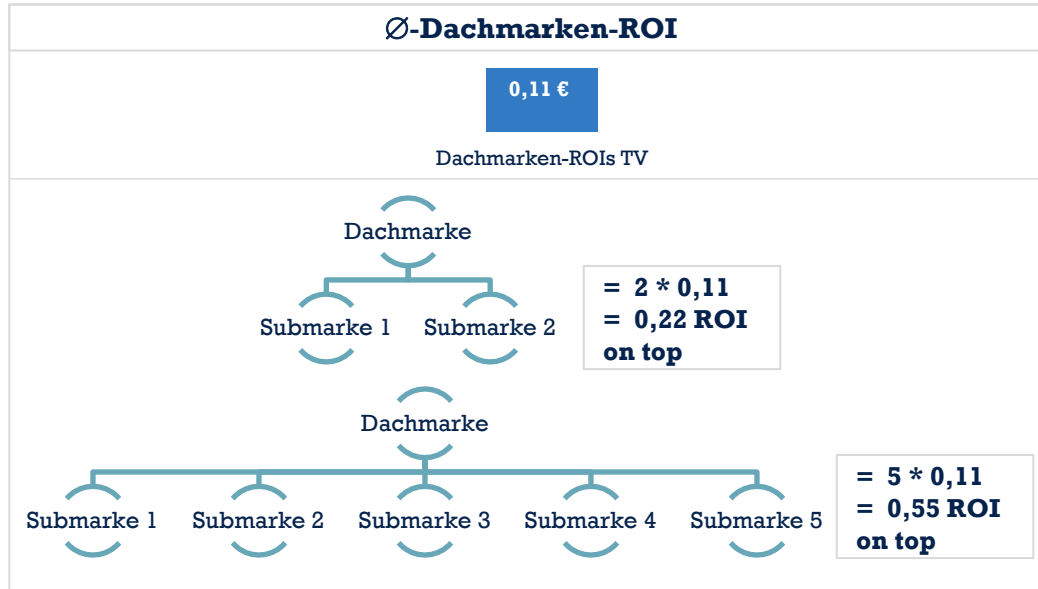 ∅-Dachmarken-ROI
0,11 €
Dachmarken-ROIs TV
Dachmarke
Submarke 1
Submarke 2
= 2 * 0,11
= 0,22 ROI
on top
Dachmarke
Submarke 1
Submarke 2
Submarke 3
Submarke 4
Submarke 5
= 5 * 0,11
= 0,55 ROI
on top